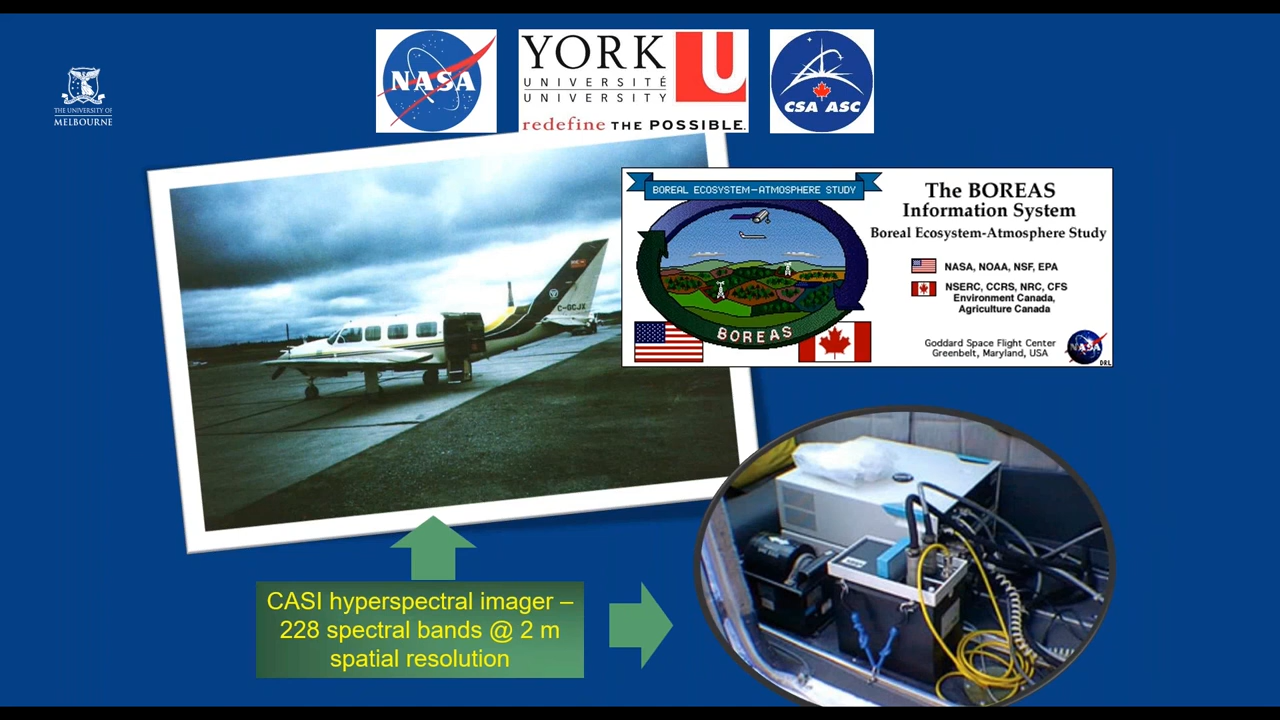 THE UNIVERSITY OF
MELBOURNE
NASA
YORK U
UNIVERSITÉ
UNIVERSITY
redefine THE POSSIBLE.
CSA ASC
C-GCJX
BOREAL ECOSYSTEM-ATMOSPHERE STUDY
BOREAS
The BOREAS
Information System
Boreal Ecosystem-Atmosphere Study
NASA, NOAA, NSF, EPA
NSERC, CCRS, NRC, CFS
Environment Canada,
Agriculture Canada
Goddard Space Flight Center
Greenbelt, Maryland, USA
NASA
DRL
CASI hyperspectral imager –
228 spectral bands @ 2 m
spatial resolution